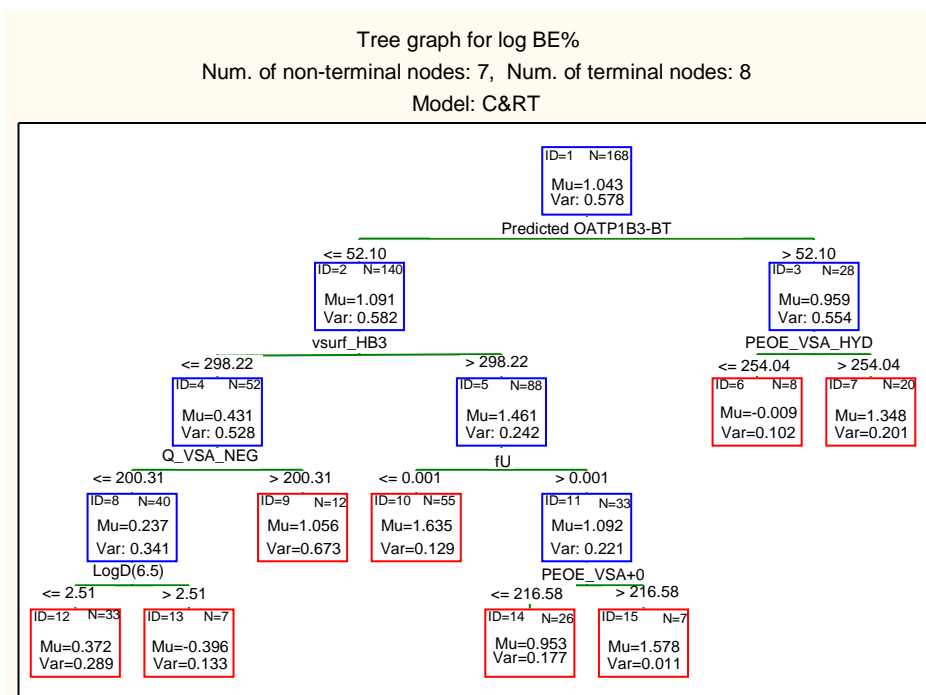 Tree graph for log BE%
Num. of non-terminal nodes: 7,  Num. of terminal nodes: 8
Model: C&RT
ID=1 N=168
Mu=1.043
Var: 0.578
Predicted OATP1B3-BT
<= 52.10 > 52.10
ID=2 N=140 ID=3 N=28
Mu=1.091 Mu=0.959
Var: 0.582 Var: 0.554
vsurf_HB3 PEOE_VSA_HYD
<= 298.22 > 298.22 <= 254.04 > 254.04
ID=4 N=52 ID=5 N=88 ID=6 N=8 ID=7 N=20
Mu=0.431 Mu=1.461 Mu=-0.009 Mu=1.348
Var: 0.528 Var: 0.242 Var=0.102 Var=0.201
Q_VSA_NEG fU
<= 200.31 > 200.31 <= 0.001 > 0.001
ID=8 N=40 ID=9 N=12 ID=10 N=55 ID=11 N=33
Mu=0.237 Mu=1.056 Mu=1.635 Mu=1.092
Var: 0.341 Var=0.673 Var=0.129 Var: 0.221
LogD(6.5) PEOE_VSA+0
<= 2.51 > 2.51 <= 216.58 > 216.58
ID=12 N=33 ID=13 N=7 ID=14 N=26 ID=15 N=7
Mu=0.372 Mu=-0.396 Mu=0.953 Mu=1.578
Var=0.289 Var=0.133 Var=0.177 Var=0.011